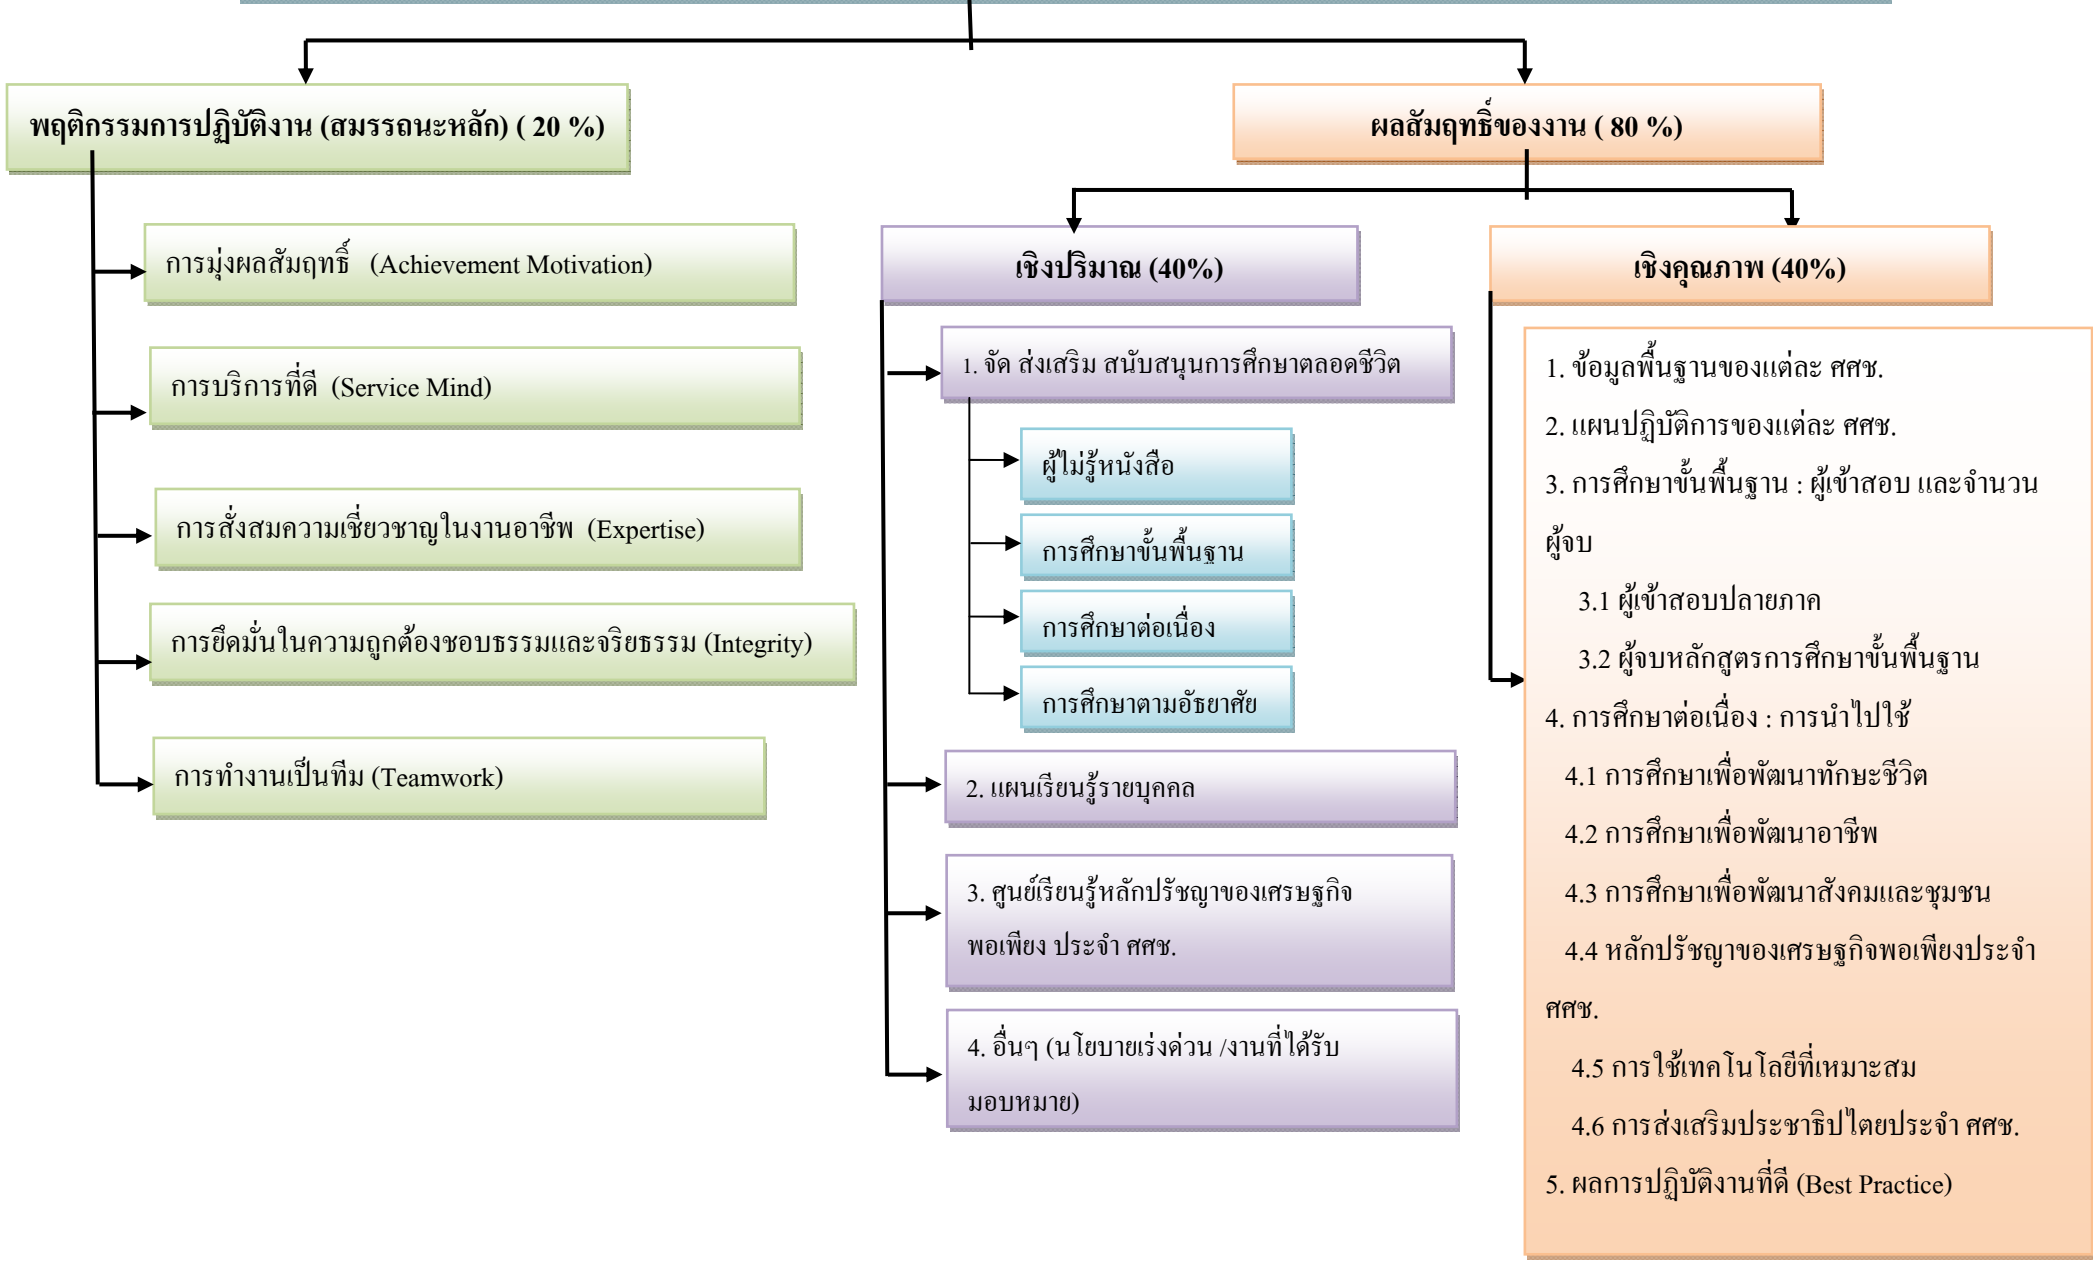 พฤติกรรมการปฏิบัติงาน (สมรรถนะหลัก) ( 20 %)
การมุ่งผลสัมฤทธิ์ (Achievement Motivation)
การบริการที่ดี (Service Mind)
การสั่งสมความเชี่ยวชาญในงานอาชีพ (Expertise)
การยึดมั่นในความถูกต้องชอบธรรมและจริยธรรม (Integrity)
การทำงานเป็นทีม (Teamwork)
ผลสัมฤทธิ์ของงาน ( 80 %)
เชิงปริมาณ (40%)
1. จัด ส่งเสริม สนับสนุนการศึกษาตลอดชีวิต
ผู้ไม่รู้หนังสือ
การศึกษาขั้นพื้นฐาน
การศึกษาต่อเนื่อง
การศึกษาตามอัธยาศัย
2. แผนเรียนรู้รายบุคคล
3. ศูนย์เรียนรู้หลักปรัชญาของเศรษฐกิจ
พอเพียง ประจำ ศศช.
4. อื่นๆ (นโยบายเร่งด่วน /งานที่ได้รับ
มอบหมาย)
เชิงคุณภาพ (40%)
1. ข้อมูลพื้นฐานของแต่ละ ศศช.
2. แผนปฏิบัติการของแต่ละ ศศช.
3. การศึกษาขั้นพื้นฐาน : ผู้เข้าสอบ และจำนวน
ผู้จบ
3.1 ผู้เข้าสอบปลายภาค
3.2 ผู้จบหลักสูตรการศึกษาขั้นพื้นฐาน
4. การศึกษาต่อเนื่อง : การนำไปใช้
4.1 การศึกษาเพื่อพัฒนาทักษะชีวิต
4.2 การศึกษาเพื่อพัฒนาอาชีพ
4.3 การศึกษาเพื่อพัฒนาสังคมและชุมชน
4.4 หลักปรัชญาของเศรษฐกิจพอเพียงประจำ
ศศช.
4.5 การใช้เทคโนโลยีที่เหมาะสม
4.6 การส่งเสริมประชาธิปไตยประจำ ศศช.
5. ผลการปฏิบัติงานที่ดี (Best Practice)